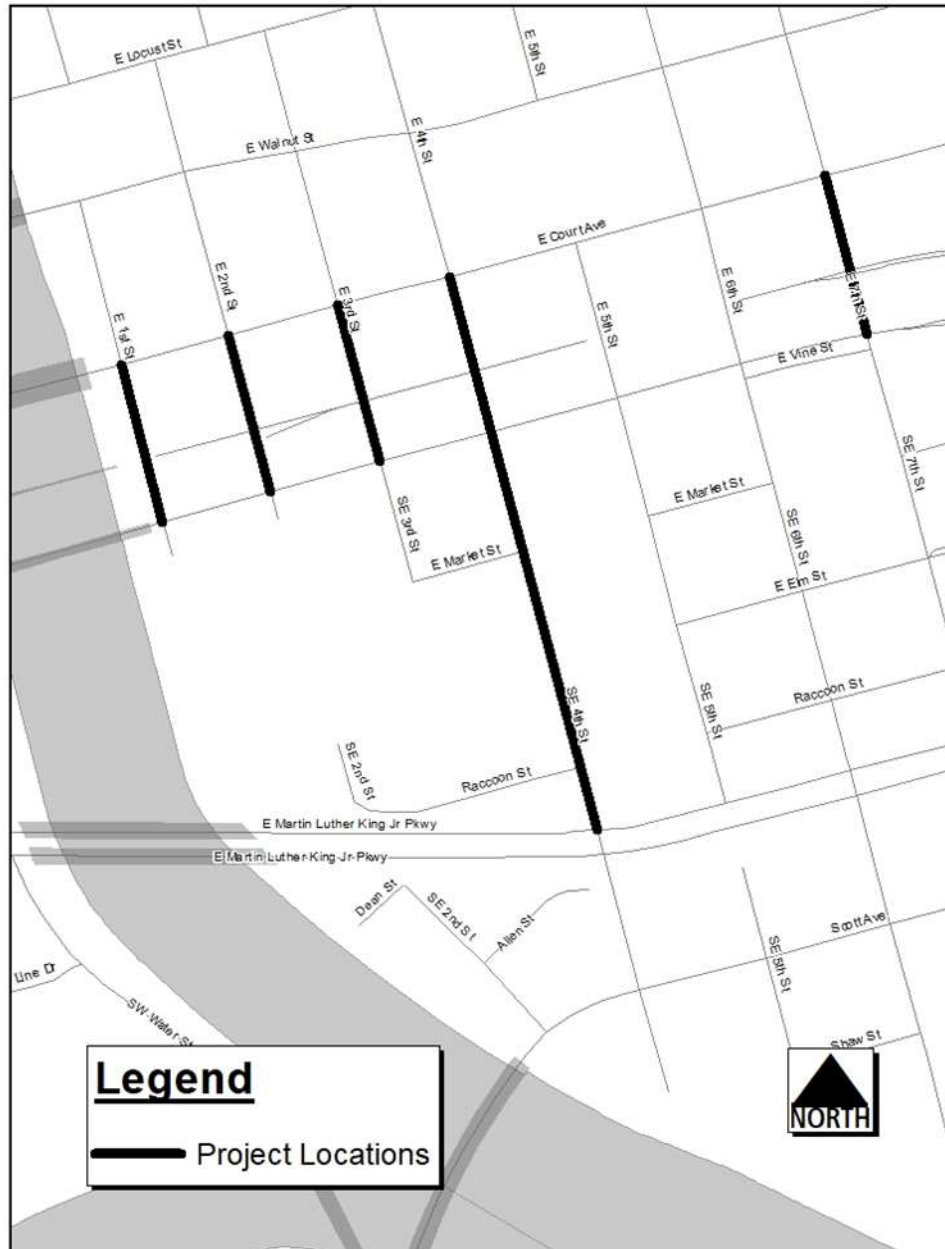 E Locust St
E 5th St
E Walnut St
E 4th St
E Court Ave
E 2nd St
E 3rd St
E 1st St
E 6th St
E 5th St
E Vine St
SE 7th St
E Market St
SE 3rd St
E Market St
SE 6th St
E Elm St
Raccoon St
SE 4th St
SE 5th St
SE 2nd St
Raccoon St
E Martin Luther King Jr Pkwy
E Martin Luther King Jr Pkwy
Dean St
SE 2nd St
Allen St
Scott Ave
SE 5th St
Line Dr
SW Water St
Shaw St
Legend
Project Locations
NORTH